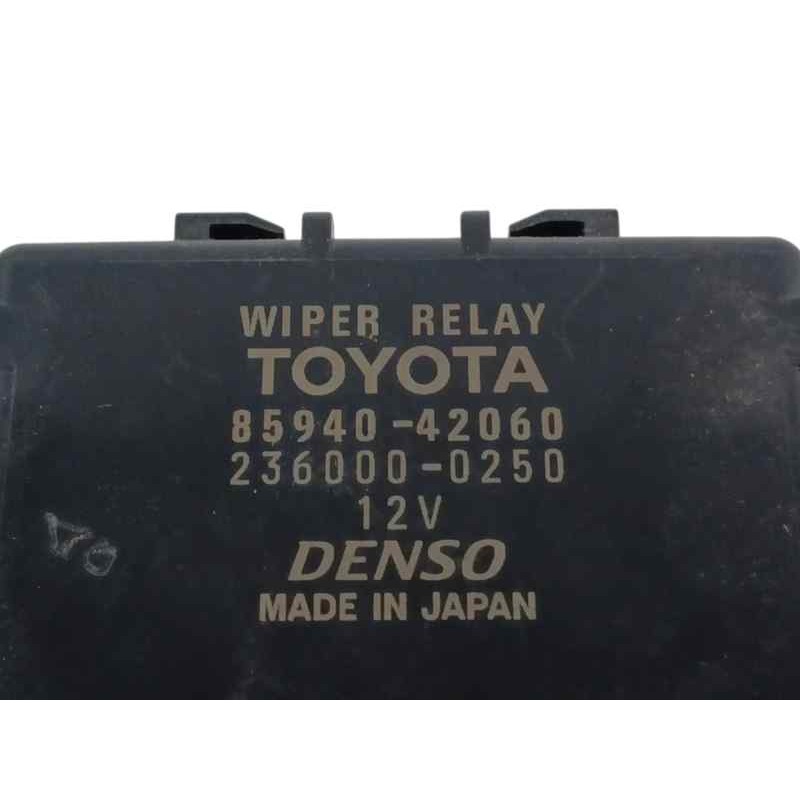 WIPER RELAY
TOYOTA
85940-42060
236000-0250
12V
DENSO
MADE IN JAPAN